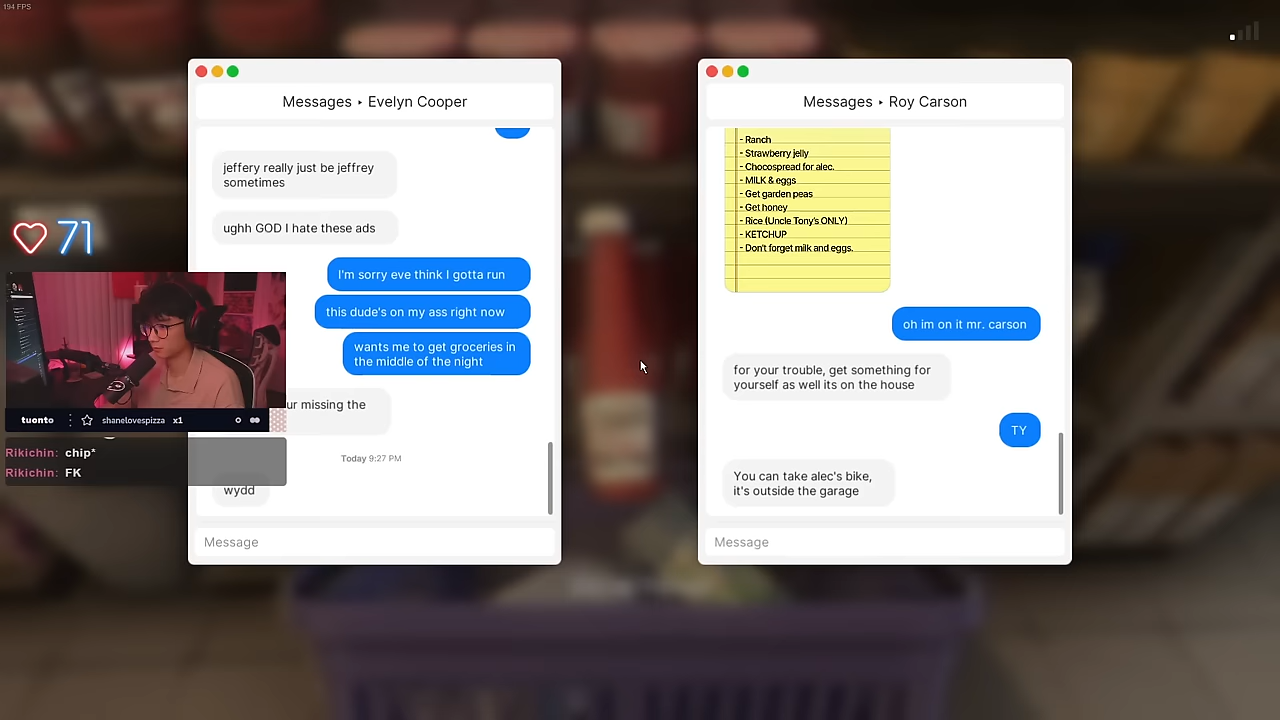 194 FPS
Messages ▸ Evelyn Cooper
jeffery really just be jeffrey
sometimes
ughh GOD I hate these ads
I'm sorry eve think I gotta run
this dude's on my ass right now
wants me to get groceries in
the middle of the night
ur missing the
Today 9:27 PM
wydd
Message
71
tuonto
shanelovespizza x1
Rikichin: chip*
Rikichin: FK
Messages ▸ Roy Carson
- Ranch
- Strawberry jelly
- Chocospread for alec.
- MILK & eggs
- Get garden peas
- Get honey
- Rice (Uncle Tony's ONLY)
- KETCHUP
- Don't forget milk and eggs.
oh im on it mr. carson
for your trouble, get something for
yourself as well its on the house
TY
You can take alec's bike,
it's outside the garage
Message